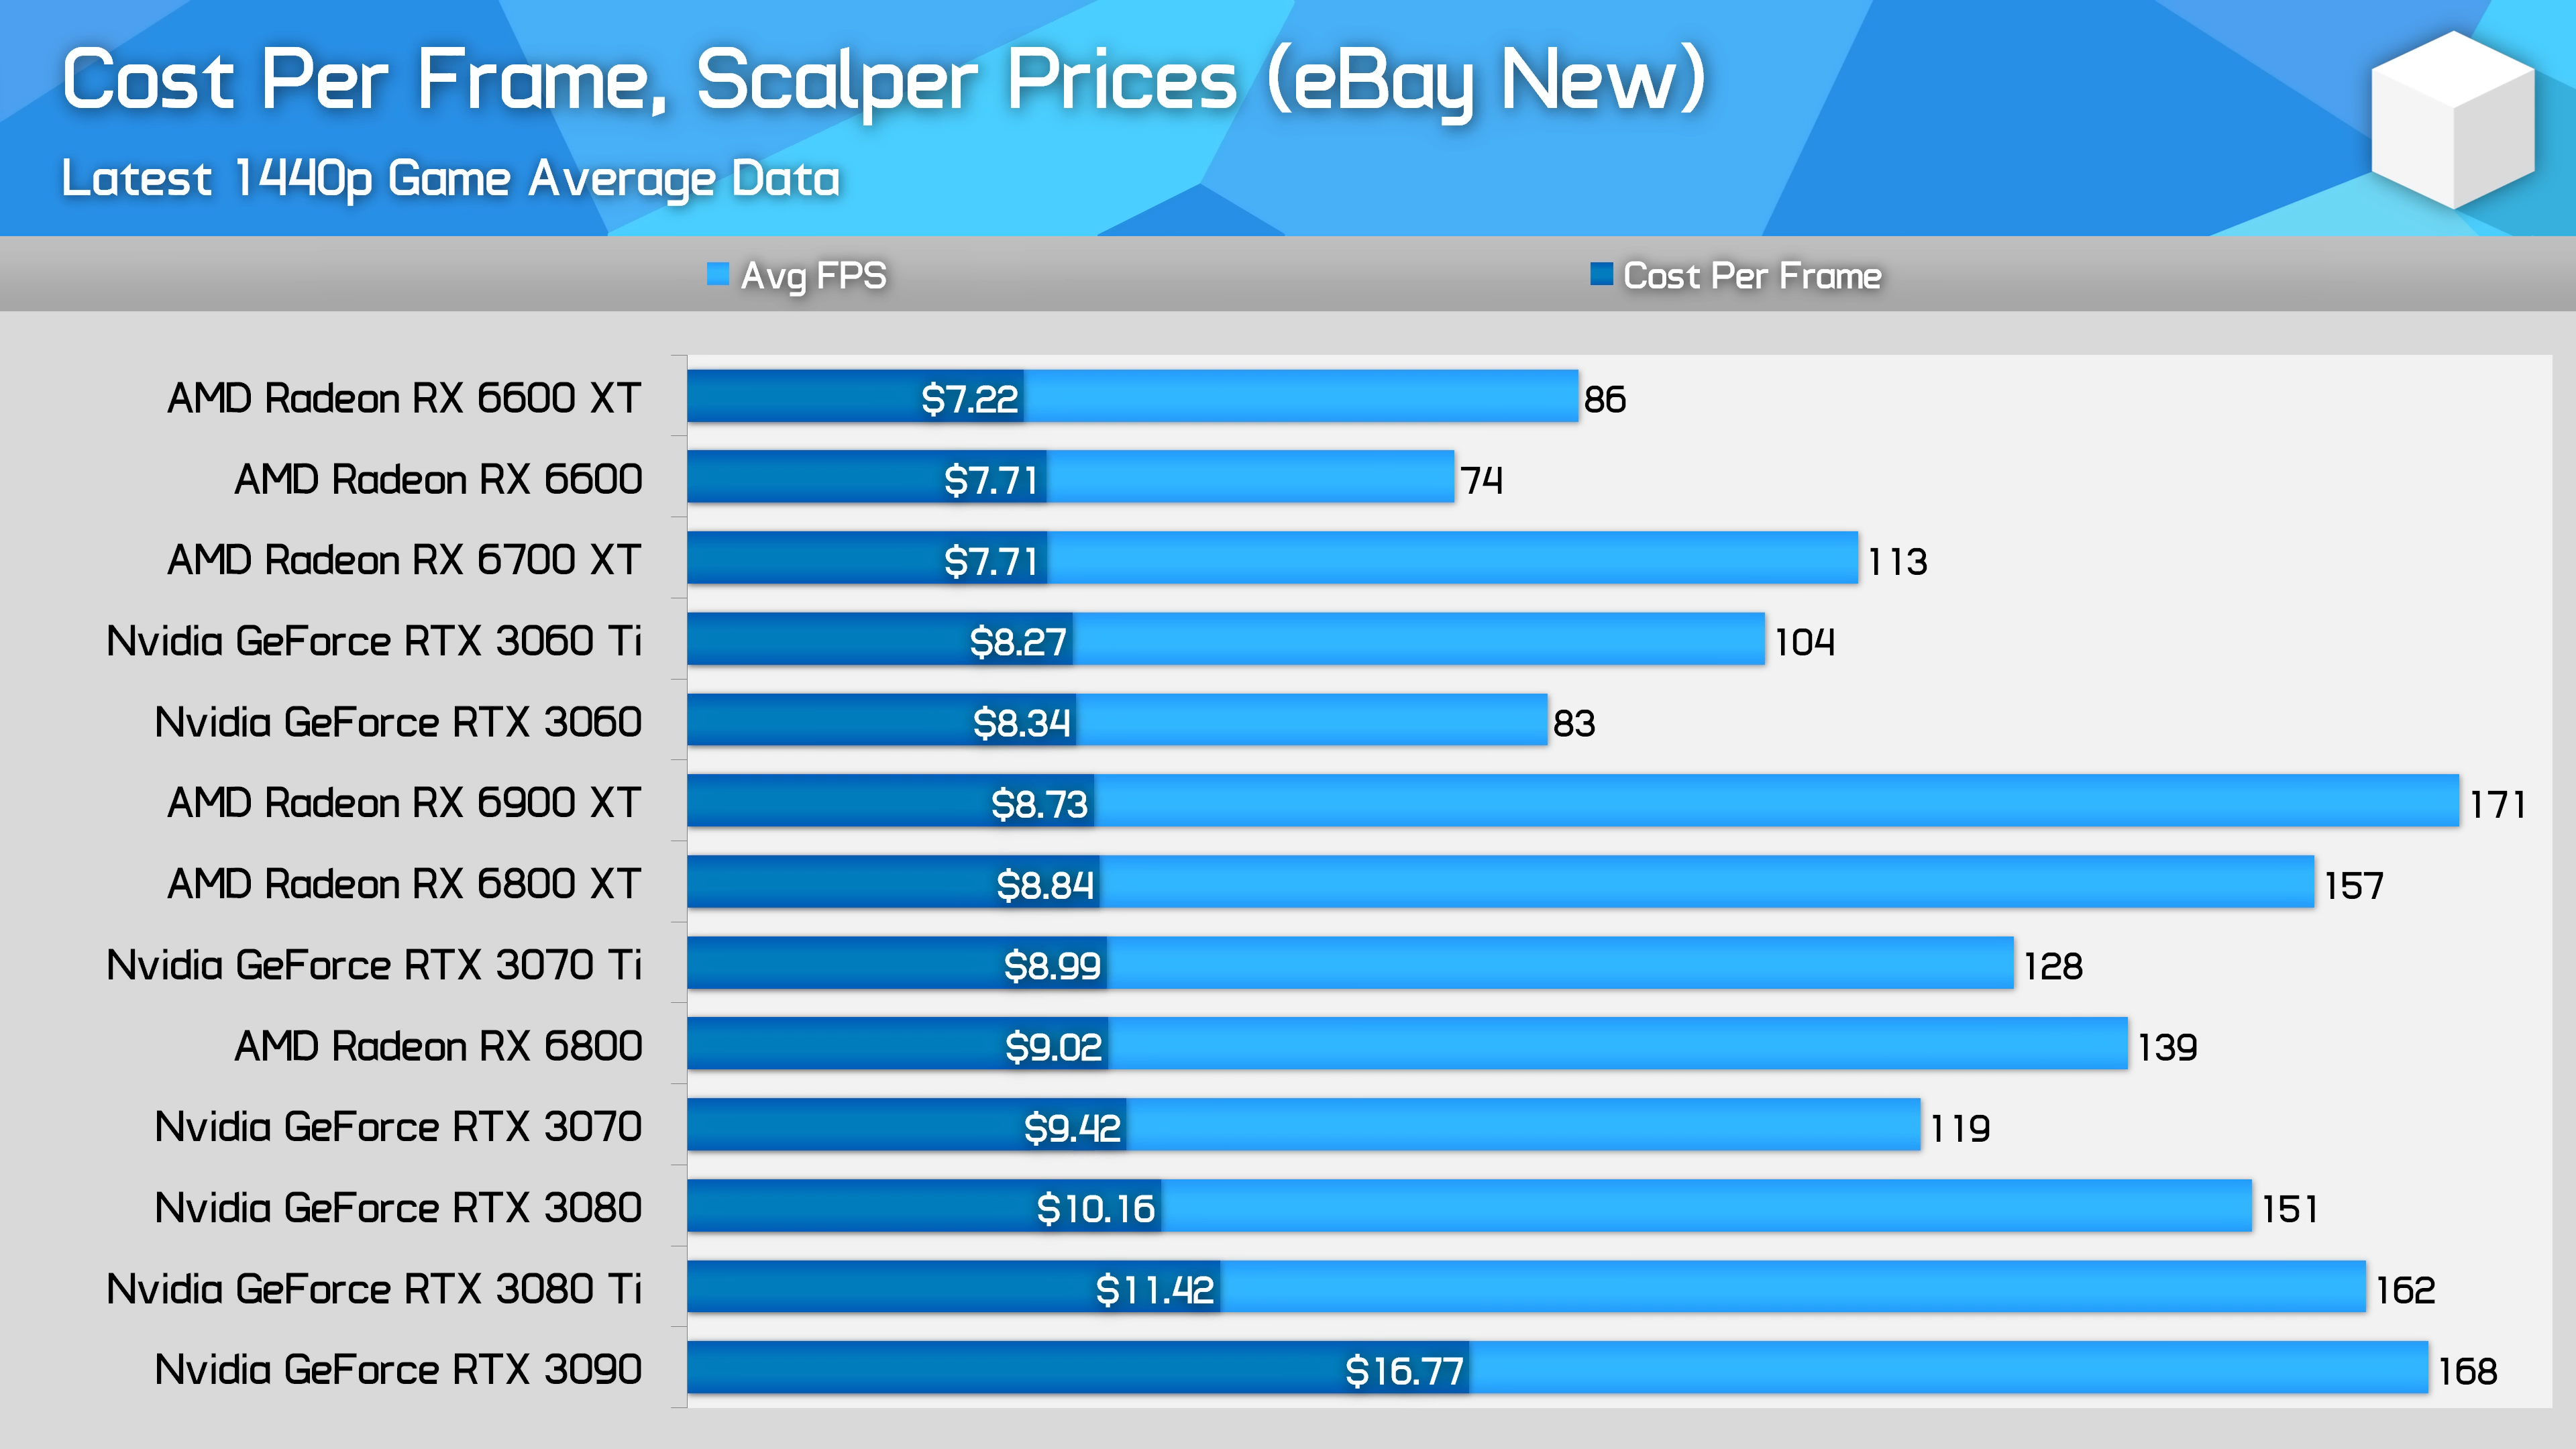 Cost Per Frame, Scalper Prices (eBay New)
Latest 1440p Game Average Data
Avg FPS Cost Per Frame
AMD Radeon RX 6600 XT $7.22 86
AMD Radeon RX 6600 $7.71 74
AMD Radeon RX 6700 XT $7.71 113
Nvidia GeForce RTX 3060 Ti $8.27 104
Nvidia GeForce RTX 3060 $8.34 83
AMD Radeon RX 6900 XT $8.73 171
AMD Radeon RX 6800 XT $8.84 157
Nvidia GeForce RTX 3070 Ti $8.99 128
AMD Radeon RX 6800 $9.02 139
Nvidia GeForce RTX 3070 $9.42 119
Nvidia GeForce RTX 3080 $10.16 151
Nvidia GeForce RTX 3080 Ti $11.42 162
Nvidia GeForce RTX 3090 $16.77 168